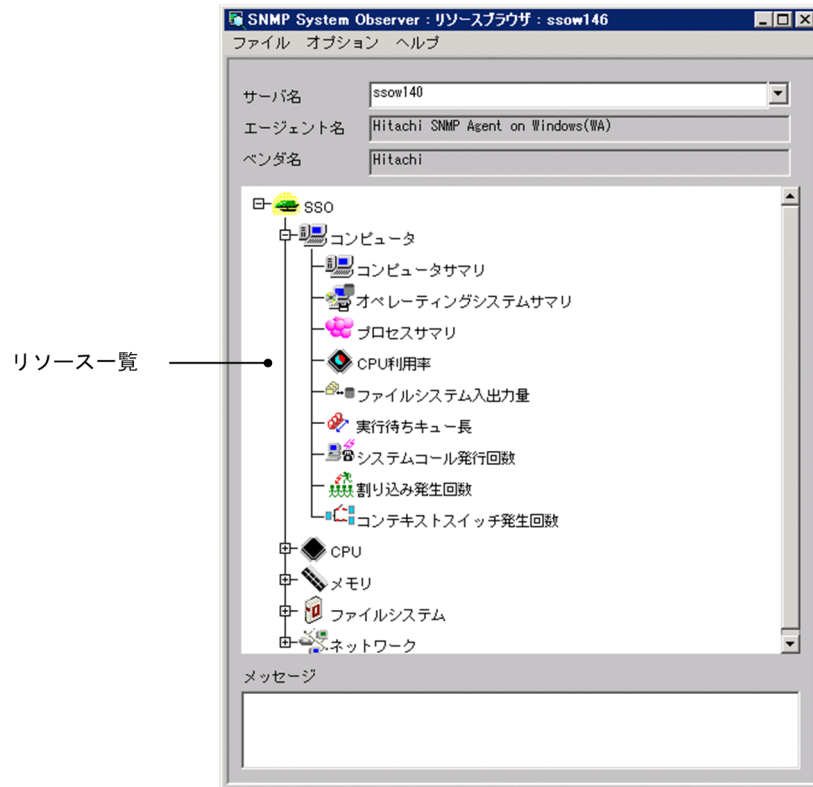 SNMP System Observer : リソースブラウザ : ssow146
ファイル オプション ヘルプ
サーバ名 ssow140
エージェント名 Hitachi SNMP Agent on Windows(WA)
ベンダ名 Hitachi
SSO
コンピュータ
コンピュータサマリ
オペレーティングシステムサマリ
プロセスサマリ
リソース一覧
CPU利用率
ファイルシステム入出力量
実行待ちキュー長
システムコール発行回数
割り込み発生回数
コンテキストスイッチ発生回数
CPU
メモリ
ファイルシステム
ネットワーク
メッセージ